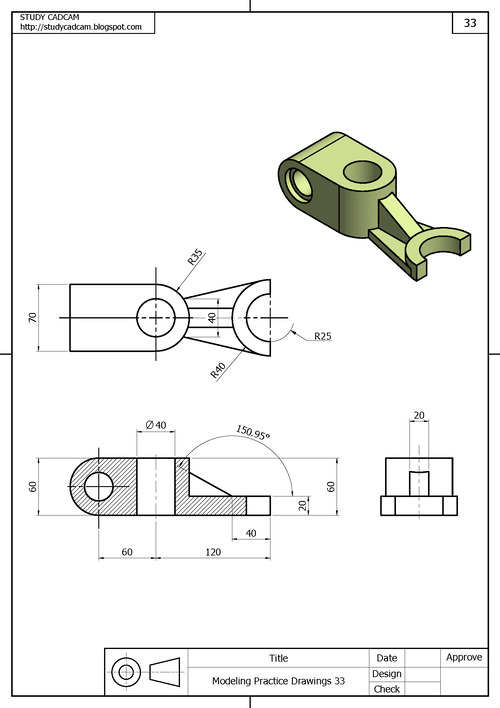 STUDY CADCAM
http://studycadcam.blogspot.com
33
R35
70
40
R25
R40
Ø40
150.95°
20
60
60
20
40
60
120
Title
Date
Approve
Modeling Practice Drawings 33
Design
Check